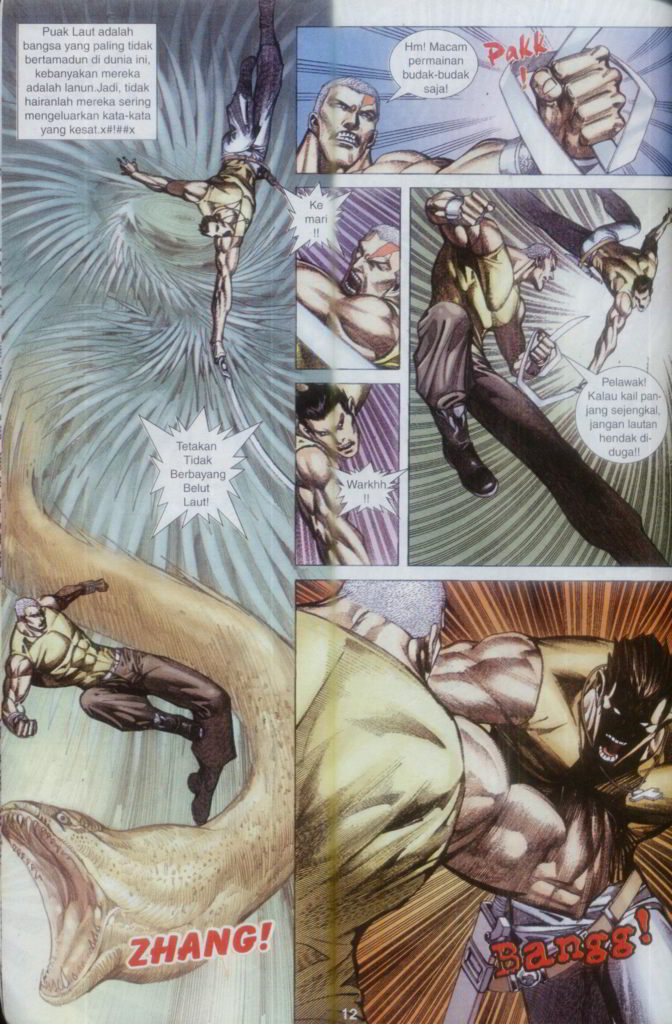 Puak Laut adalah
bangsa yang paling tidak
bertamadun di dunia ini,
kebanyakan mereka
adalah lanun.Jadi, tidak
hairanlah mereka sering
mengeluarkan kata-kata
yang kesat.x#!##x
Tetakan
Tidak
Berbayang
Belut
Laut!
ZHANG!
Hm! Macam
permainan
budak-budak
saja!
Pakk
!
Ke
mari
!!
Pelawak!
Kalau kail pan-
jang sejengkal,
jangan lautan
hendak di-
duga!!
Warkhh
!!
Bangg!
12